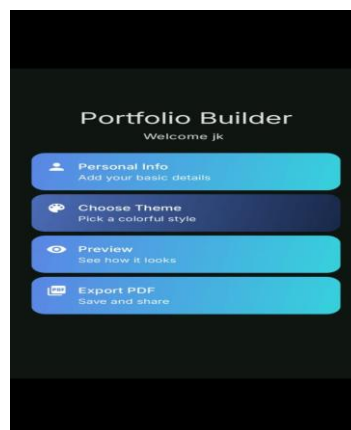 Portfolio Builder
Welcome jk
Personal Info
Add your basic details
Choose Theme
Pick a colorful style
Preview
See how it looks
PDF
Export PDF
Save and share